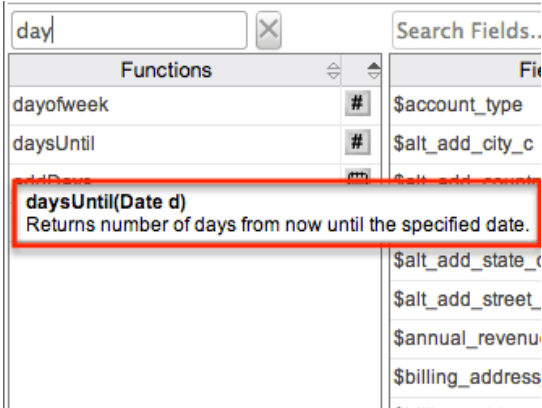 day
Search Fields..
Functions
dayofweek #
$account_type
daysUntil #
$alt_add_city_c
addDays
daysUntil(Date d)
Returns number of days from now until the specified date.
$alt_add_state_
$alt_add_street_
$annual_revenu
$billing_address